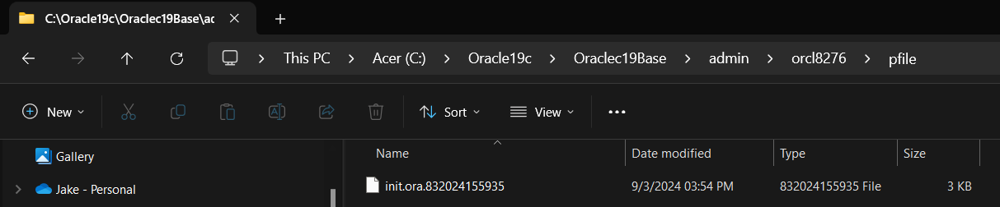 C:\Oracle19c\Oraclec19Base\ac
This PC Acer (C:) Oracle19c Oraclec19Base admin orcl8276 pfile
New Sort View
Gallery
Jake - Personal
Name Date modified Type Size
init.ora.832024155935 9/3/2024 03:54 PM 832024155935 File 3 KB